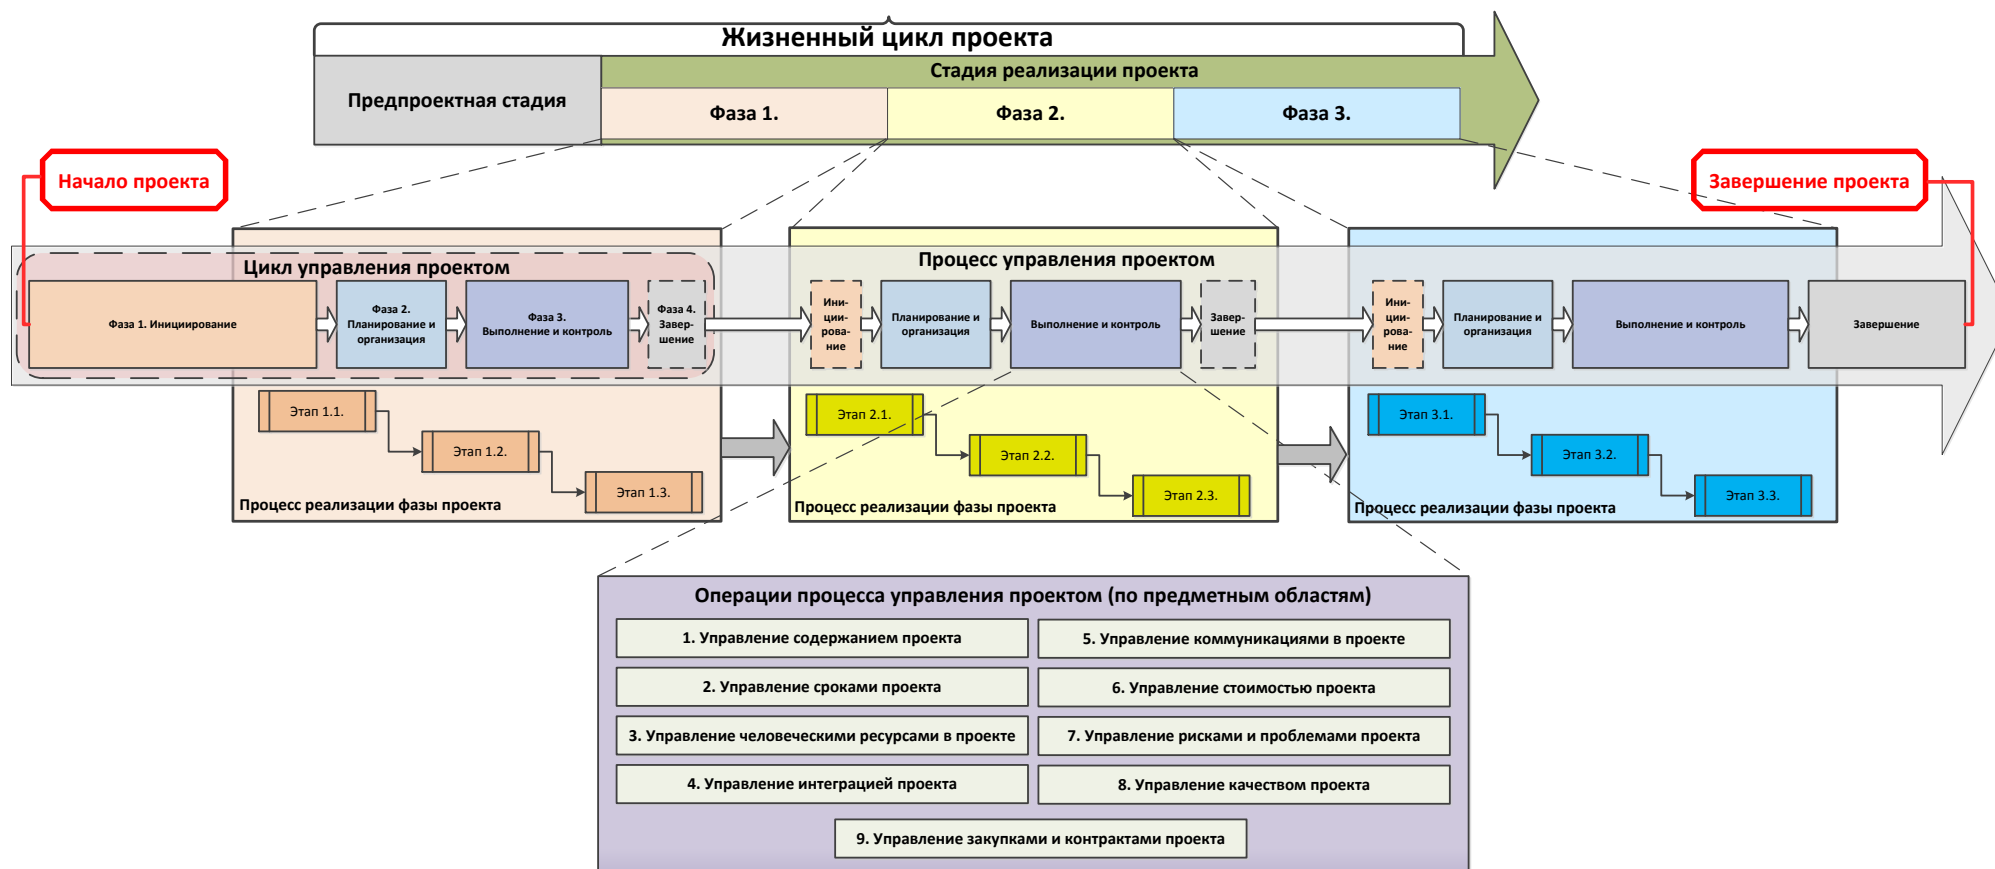 Жизненный цикл проекта
Стадия реализации проекта
Предпроектная стадия
Фаза 1.
Фаза 2.
Фаза 3.
Начало проекта
Завершение проекта
Цикл управления проектом
Процесс управления проектом
Фаза 1. Инициирование
Фаза 2.
Планирование и
организация
Фаза 3.
Выполнение и контроль
Фаза 4.
Завер-
шение
Ини-
ции-
рова-
ние
Планирование и
организация
Выполнение и контроль
Завер-
шение
Ини-
ции-
рова-
ние
Планирование и
организация
Выполнение и контроль
Завершение
Этап 1.1.
Этап 1.2.
Этап 1.3.
Процесс реализации фазы проекта
Этап 2.1.
Этап 2.2.
Этап 2.3.
Процесс реализации фазы проекта
Этап 3.1.
Этап 3.2.
Этап 3.3.
Процесс реализации фазы проекта
Операции процесса управления проектом (по предметным областям)
1. Управление содержанием проекта
2. Управление сроками проекта
3. Управление человеческими ресурсами в проекте
4. Управление интеграцией проекта
5. Управление коммуникациями в проекте
6. Управление стоимостью проекта
7. Управление рисками и проблемами проекта
8. Управление качеством проекта
9. Управление закупками и контрактами проекта